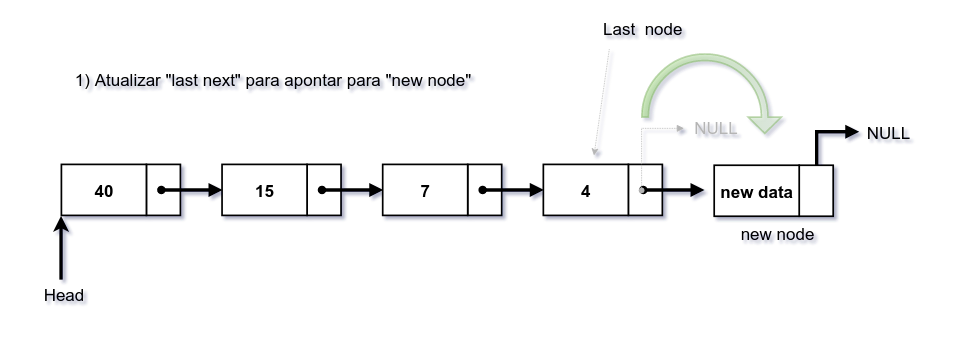 Last node
1) Atualizar "last next" para apontar para "new node"
NULL
NULL
40
15
7
4
new data
new node
Head